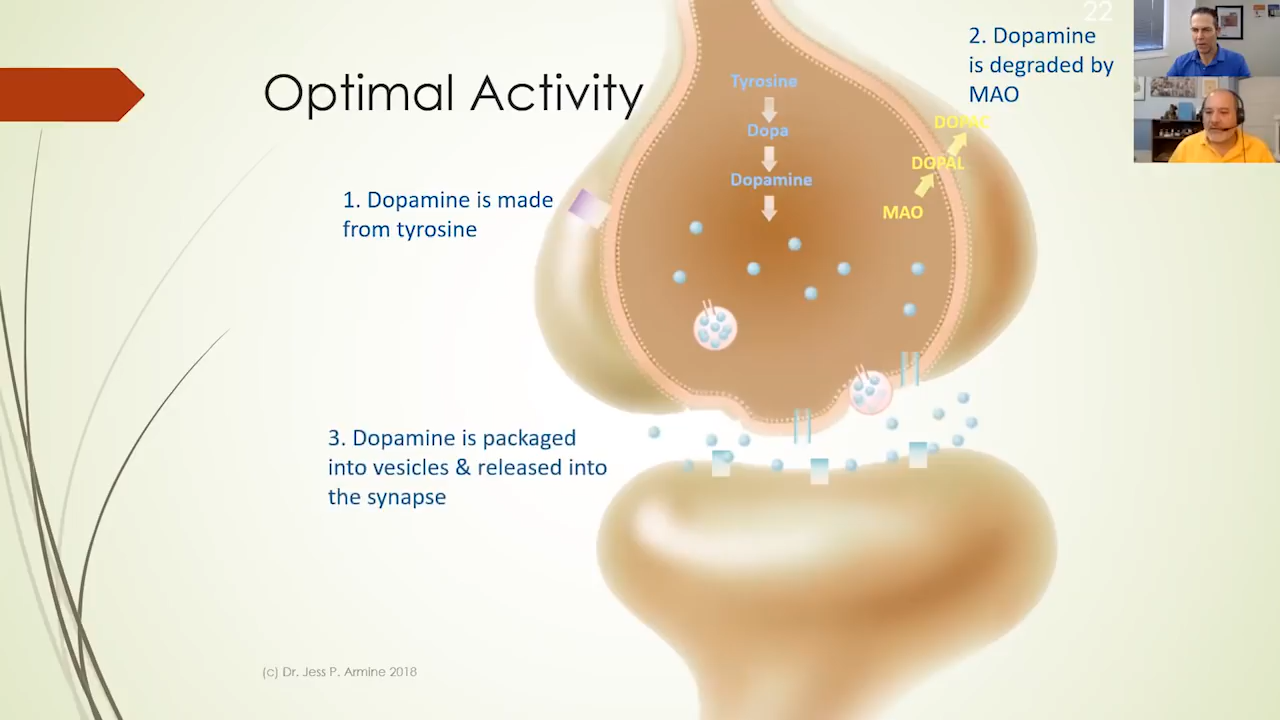 22
Optimal Activity
1. Dopamine is made
from tyrosine
Tyrosine
Dopa
Dopamine
2. Dopamine
is degraded by
MAO
DOPAC
DOPAL
MAO
3. Dopamine is packaged
into vesicles & released into
the synapse
(c) Dr. Jess P. Armine 2018